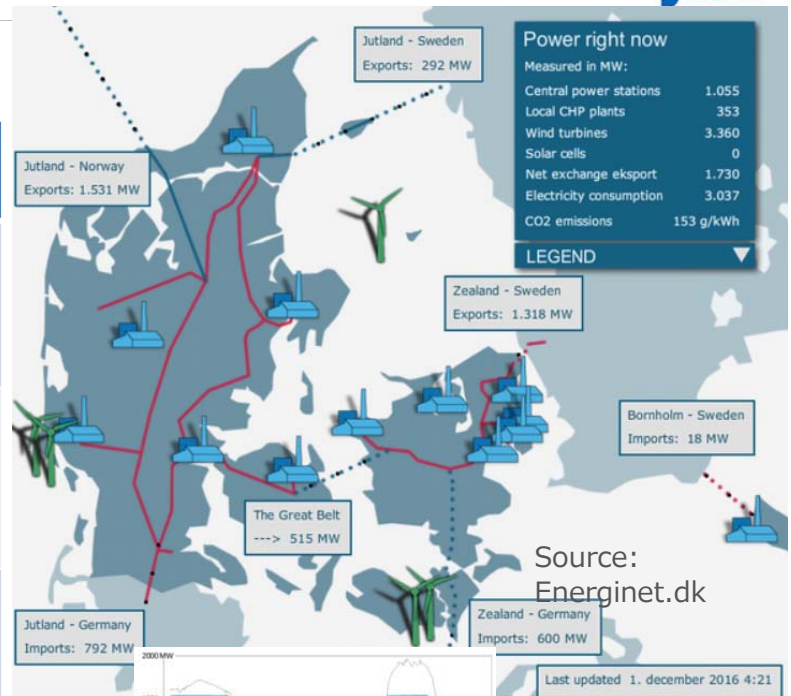 Jutland - Sweden
Exports: 292 MW
Power right now
Measured in MW:
Central power stations 1.055
Local CHP plants 353
Wind turbines 3.360
Solar cells 0
Net exchange eksport 1.730
Electricity consumption 3.037
CO2 emissions 153 g/kWh
LEGEND
Jutland - Norway
Exports: 1.531 MW
Zealand - Sweden
Exports: 1.318 MW
Bornholm - Sweden
Imports: 18 MW
The Great Belt
---> 515 MW
Source:
Energinet.dk
Jutland - Germany
Imports: 792 MW
Zealand - Germany
Imports: 600 MW
2000 MW
Last updated 1. december 2016 4:21